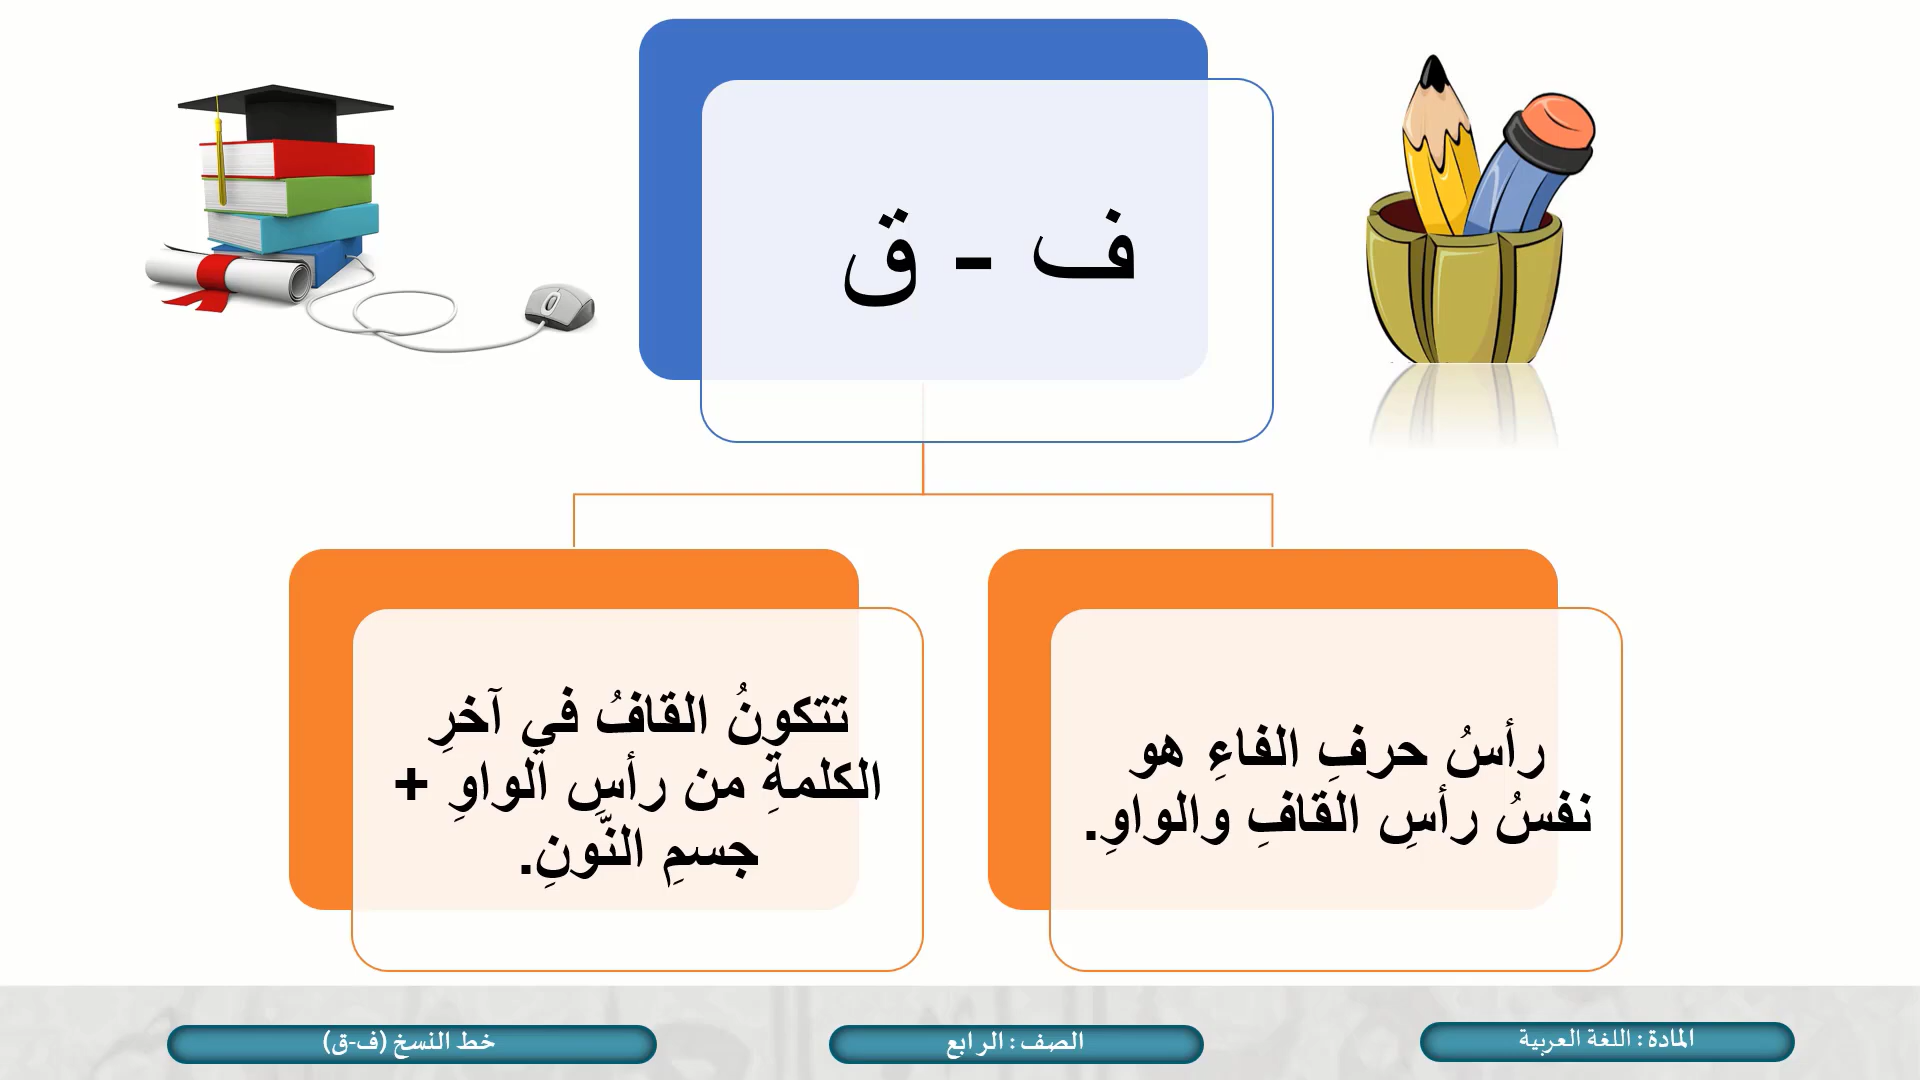 ف - ق
رأسُ حرفِ الفاءِ هو
نفسُ رأسِ القافِ والواوِ.
تتكونُ القافُ في آخرِ
الكلمةِ من رأسِ الواوِ +
جسمِ النَّونِ.
المادة : اللغة العربية
الصف : الرابع
خط النسخ (ف-ق)